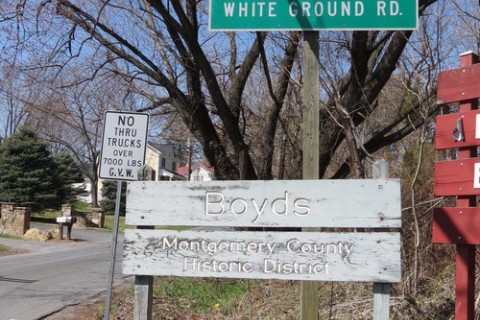 WHITE GROUND RD.
NO
THRU
TRUCKS
OVER
7000 LBS
G.V.W.
Boyds
Montgomery County
Historic District